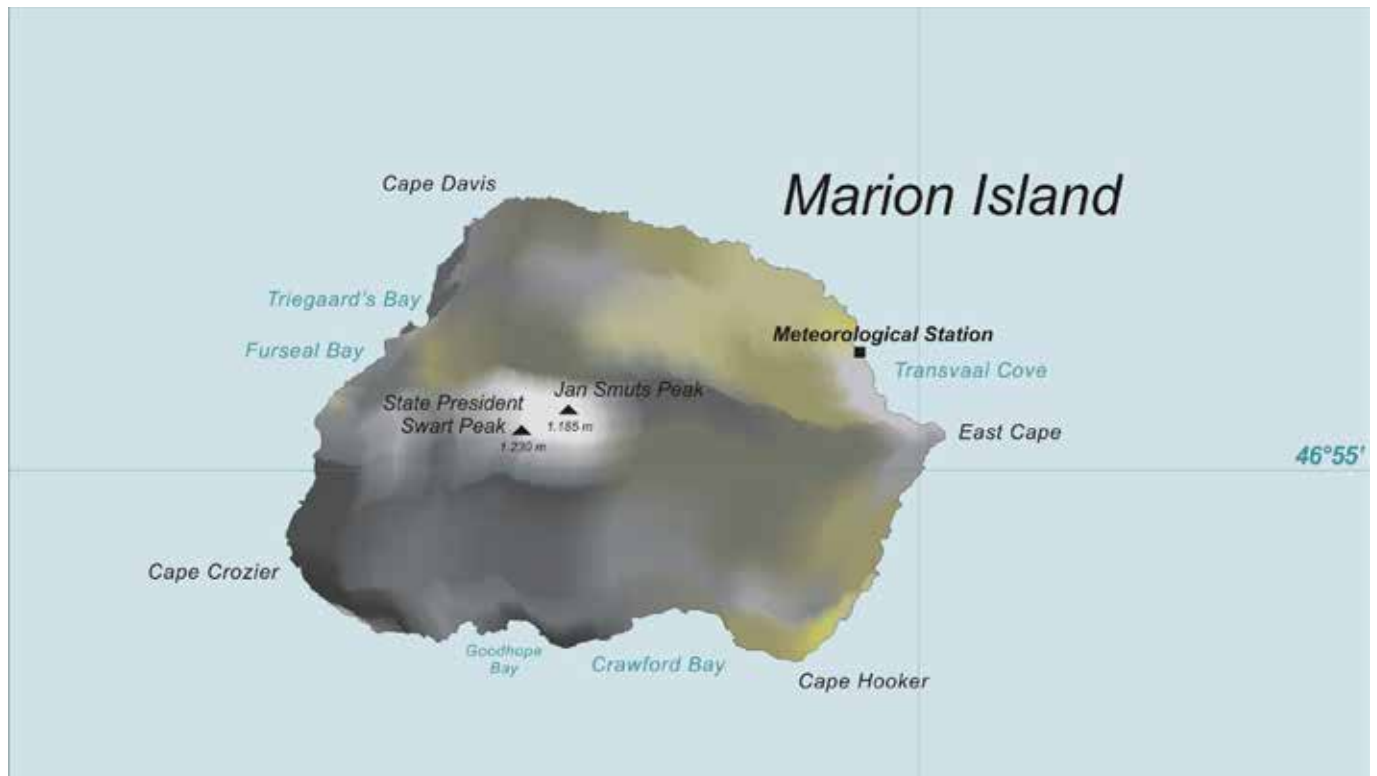 Cape Davis
Marion Island
Triegaard's Bay
Meteorological Station
Furseal Bay
Transvaal Cove
Jan Smuts Peak
1.185 m
State President
Swart Peak
1.230 m
East Cape
46°55'
Cape Crozier
Goodhope
Bay
Crawford Bay
Cape Hooker